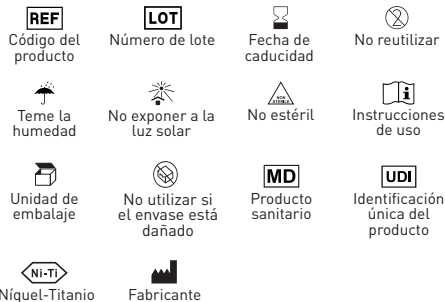 REF
Código del
producto
LOT
Número de lote
Fecha de
caducidad
No reutilizar
Teme la
humedad
No exponer a la
luz solar
NON
STERILE
No estéril
Instrucciones
de uso
Unidad de
embalaje
No utilizar si
el envase está
dañado
MD
Producto
sanitario
UDI
Identificación
única del
producto
Ni-Ti
Níquel-Titanio
Fabricante